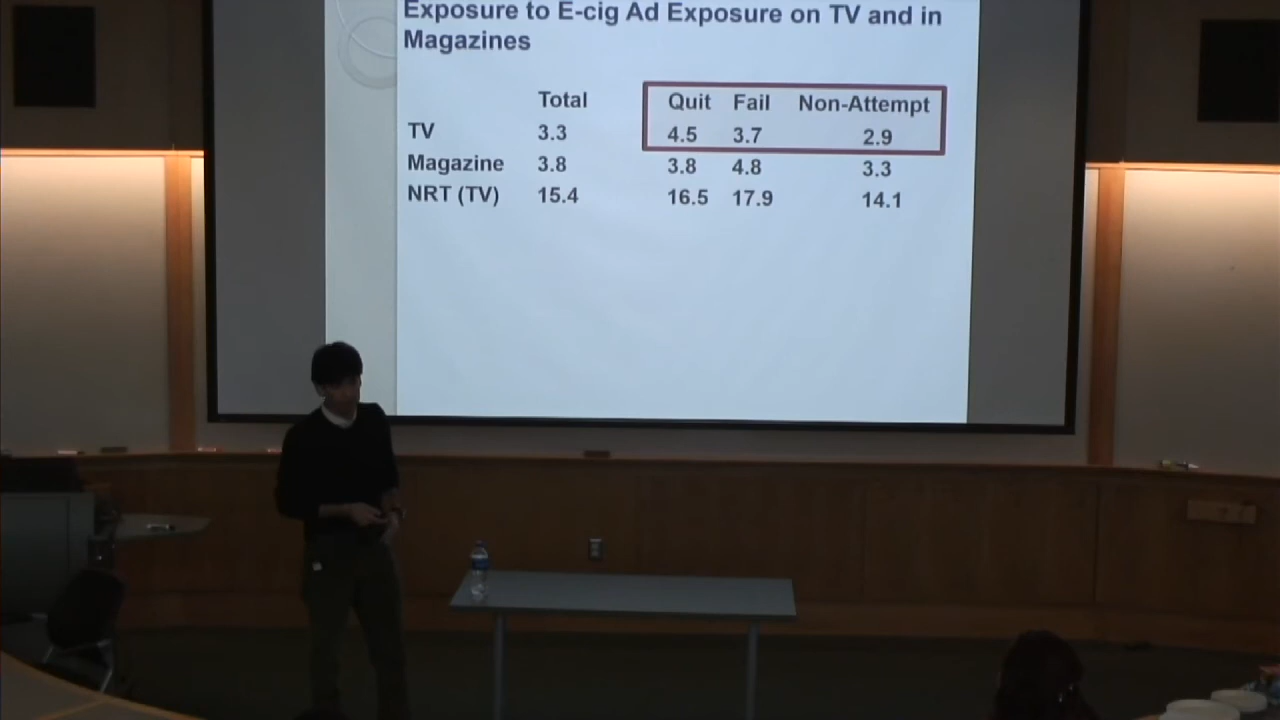 Exposure to E-cig Ad Exposure on TV and in
Magazines
Total Quit Fail Non-Attempt
TV 3.3 4.5 3.7 2.9
Magazine 3.8 3.8 4.8 3.3
NRT (TV) 15.4 16.5 17.9 14.1